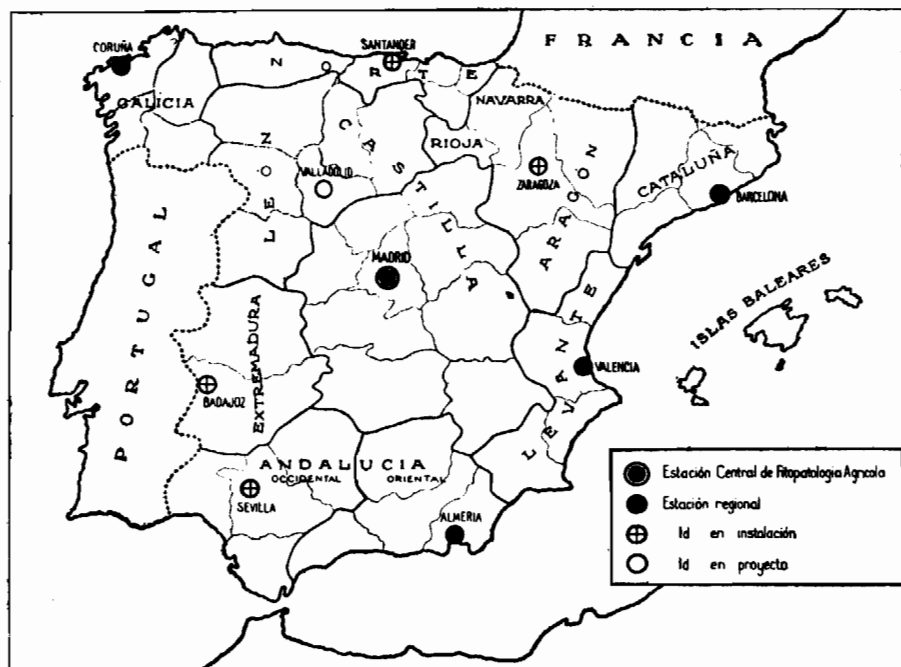 FRANCIA
CORUÑA
SANTANDER
NORTE
GALICIA
NAVARRA
RIOJA
LEON
CASTILLA
VALLADOLID
ZARAGOZA
ARAGÓN
CATALUÑA
BARCELONA
PORTUGAL
MADRID
ISLAS BALEARES
EXTREMADURA
BADAJOZ
LEVANTE
VALENCIA
ANDALUCIA
OCCIDENTAL
ORIENTAL
SEVILLA
ALMERIA
Estación Central de Fitopatologia Agrícola
Estación regional
Id en instalación
Id en proyecto